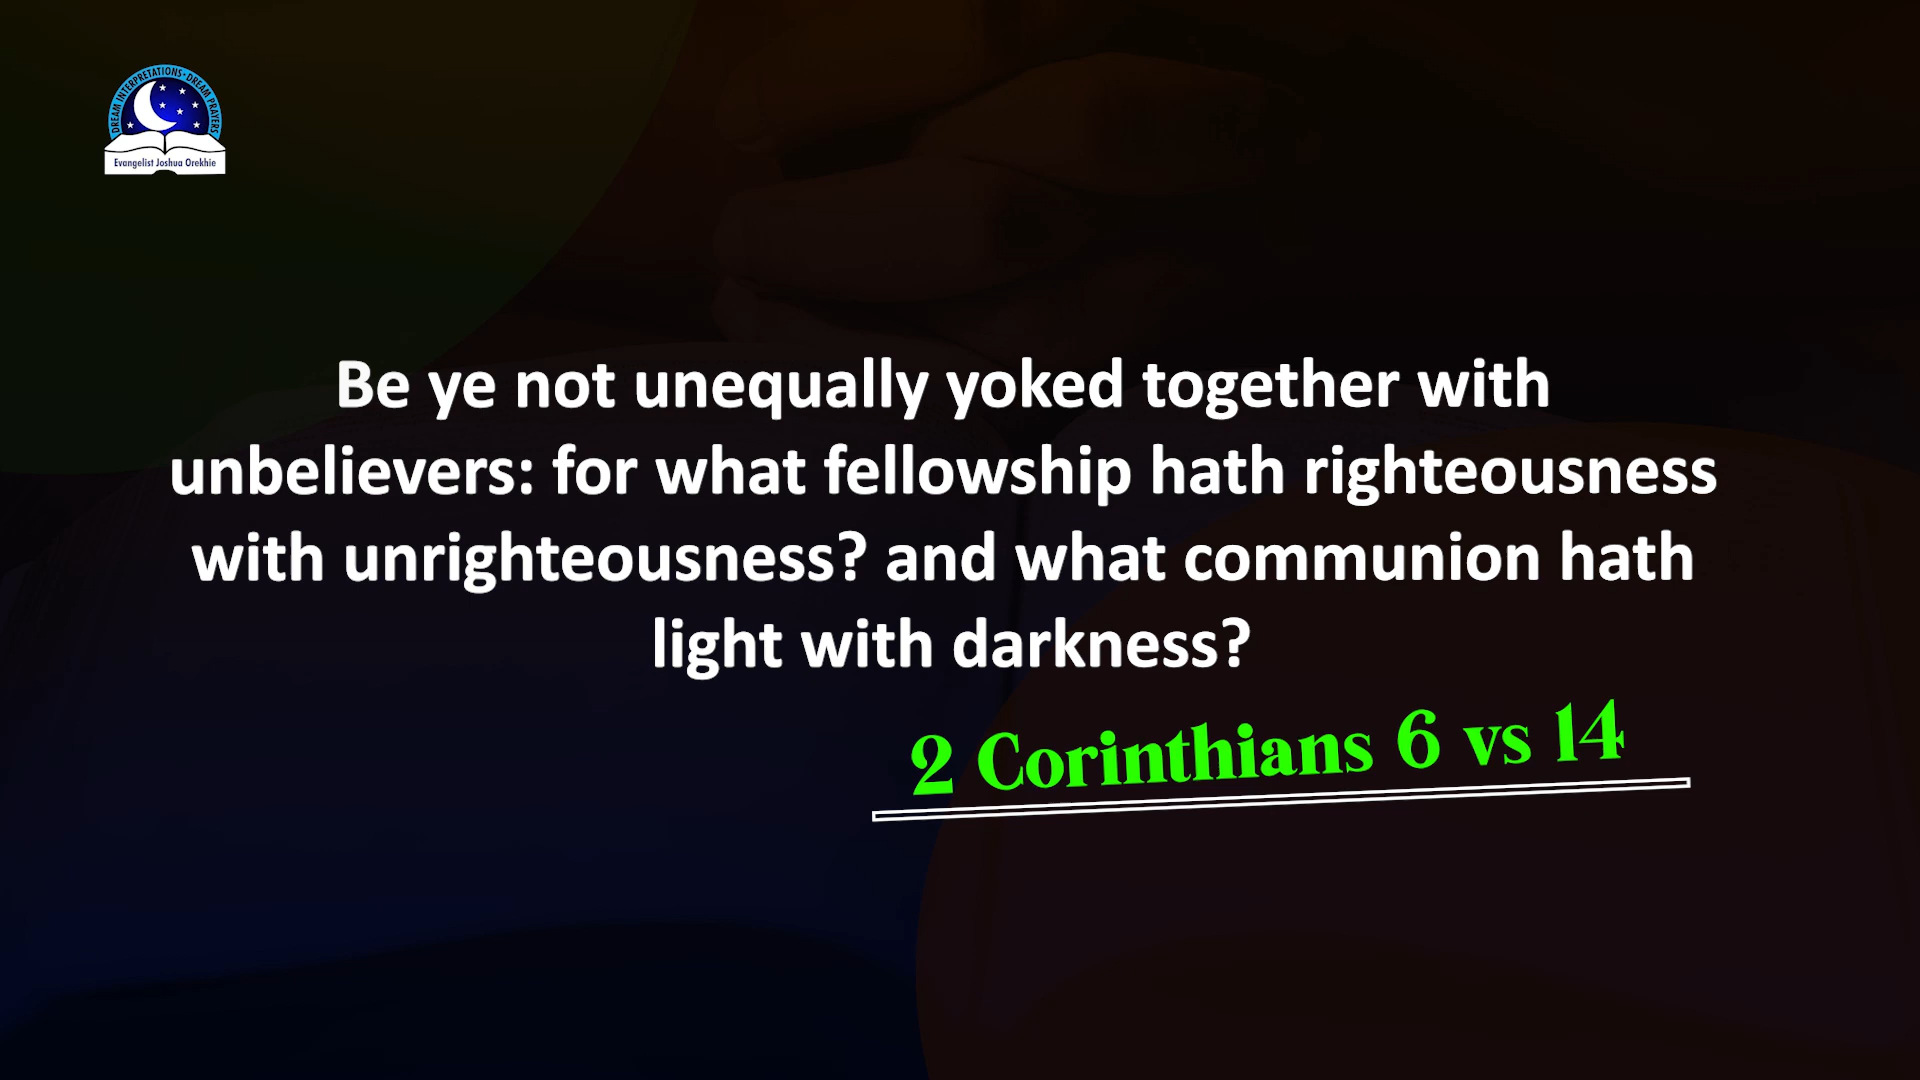 DREAM INTERPRETATIONS • DREAM PRAYERS
Evangelist Joshua Orekhie
Be ye not unequally yoked together with
unbelievers: for what fellowship hath righteousness
with unrighteousness? and what communion hath
light with darkness?
2 Corinthians 6 vs 14